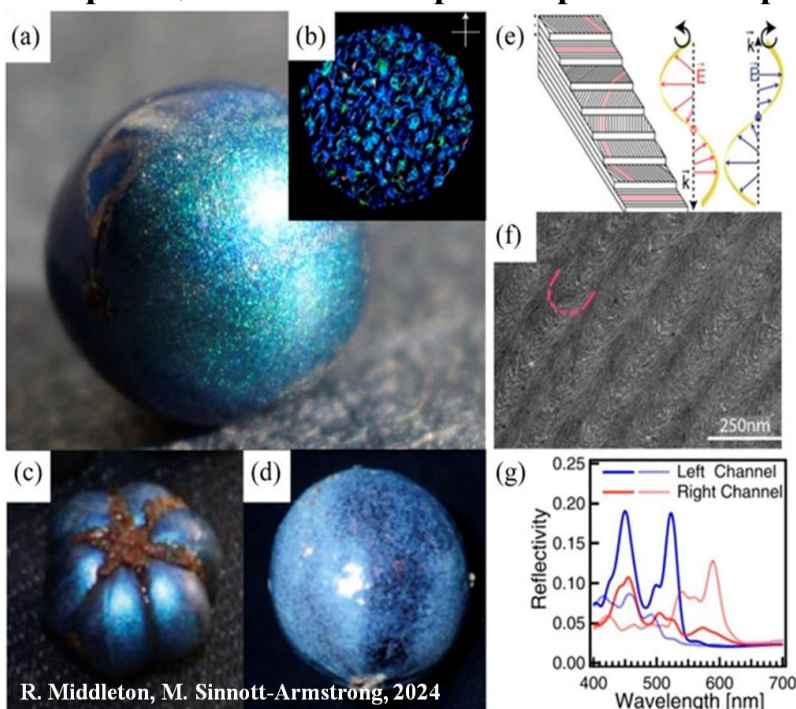 (a)
(b)
(c)
(d)
R. Middleton, M. Sinnott-Armstrong, 2024
(e)
E
k
k
B
(f)
250nm
(g)
Left Channel
Right Channel
Reflectivity
0.25
0.20
0.15
0.10
0.05
0.00
400 500 600 700
Wavelength [nm]